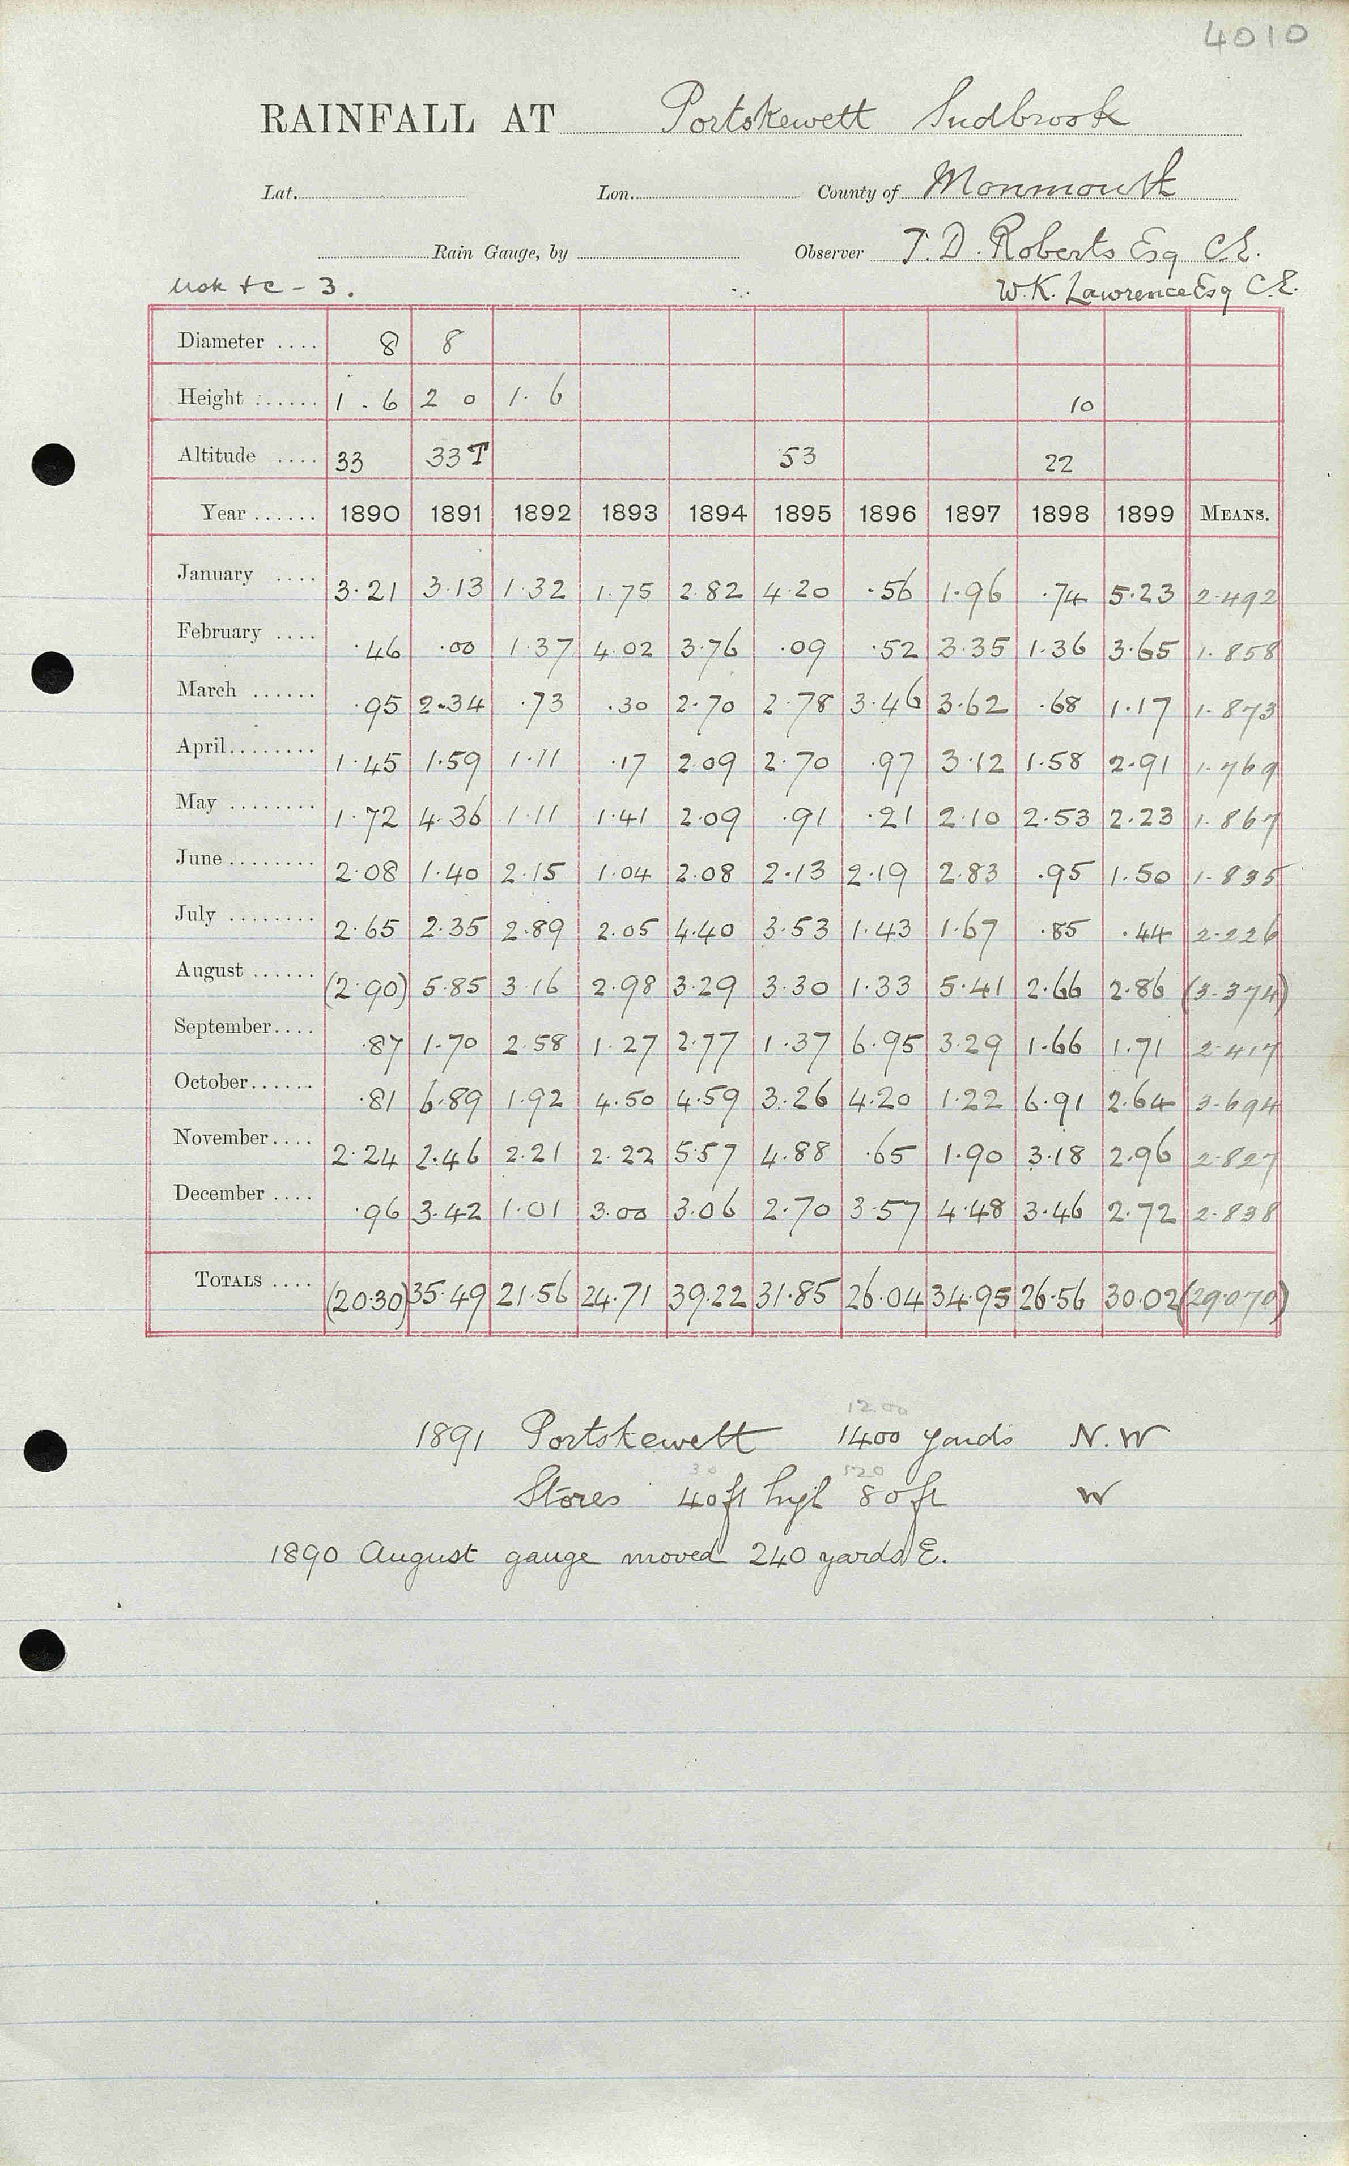 4010
RAINFALL AT Portskewett Sudbrook
Lat. Lon. County of Monmouth
Rain Gauge, by Observer T. D. Roberts Esq C.E.
- 3. W. K. Lawrence Esq C.E.
Diameter .... 8 8
Height ...... 1 . 6 2 0 1. 6 10
Altitude .... 33 33T 53 22
Year ...... 1890 1891 1892 1893 1894 1895 1896 1897 1898 1899 MEANS.
January .... 3.21 3.13 1.32 1.75 2.82 4.20 .56 1.96 .74 5.23 2.492
February .... .46 .00 1.37 4.02 3.76 .09 .52 3.35 1.36 3.65 1.858
March ...... .95 2.34 .73 .30 2.70 2.78 3.46 3.62 .68 1.17 1.873
April........ 1.45 1.59 1.11 .17 2.09 2.70 .97 3.12 1.58 2.91 1.769
May ........ 1.72 4.36 1.11 1.41 2.09 .91 .21 2.10 2.53 2.23 1.867
June........ 2.08 1.40 2.15 1.04 2.08 2.13 2.19 2.83 .95 1.50 1.835
July ........ 2.65 2.35 2.89 2.05 4.40 3.53 1.43 1.67 .85 .44 2.226
August ...... (2.90) 5.85 3.16 2.98 3.29 3.30 1.33 5.41 2.66 2.86 (3.374)
September.... .87 1.70 2.58 1.27 2.77 1.37 6.95 3.29 1.66 1.71 2.417
October...... .81 6.89 1.92 4.50 4.59 3.26 4.20 1.22 6.91 2.64 3.694
November.... 2.24 2.46 2.21 2.22 5.57 4.88 .65 1.90 3.18 2.96 2.827
December .... .96 3.42 1.01 3.00 3.06 2.70 3.57 4.48 3.46 2.72 2.838
TOTALS .... (20.30) 35.49 21.56 24.71 39.22 31.85 26.04 34.95 26.56 30.02 (29.070)
1200
1891 Portskewett 1400 yards N.W
30 520
Stores 40 ft high 80 ft W
1890 August gauge moved 240 yards E.